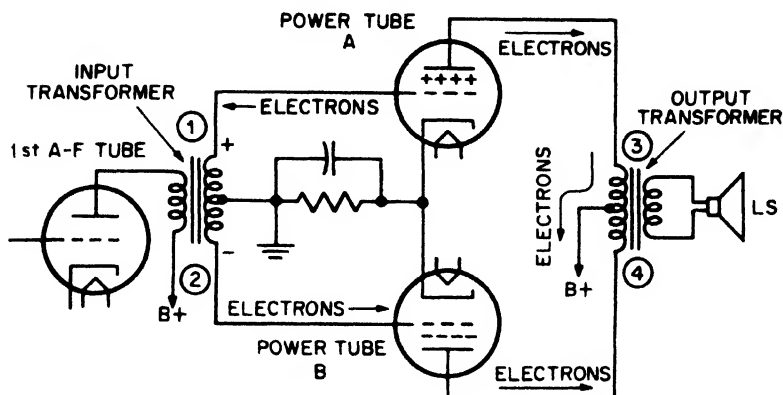 POWER TUBE
A
ELECTRONS
INPUT
TRANSFORMER
++++
ELECTRONS
OUTPUT
TRANSFORMER
1
+
1st A-F TUBE
3
ELECTRONS
LS
-
2
4
B+
ELECTRONS
B+
POWER TUBE
B
ELECTRONS